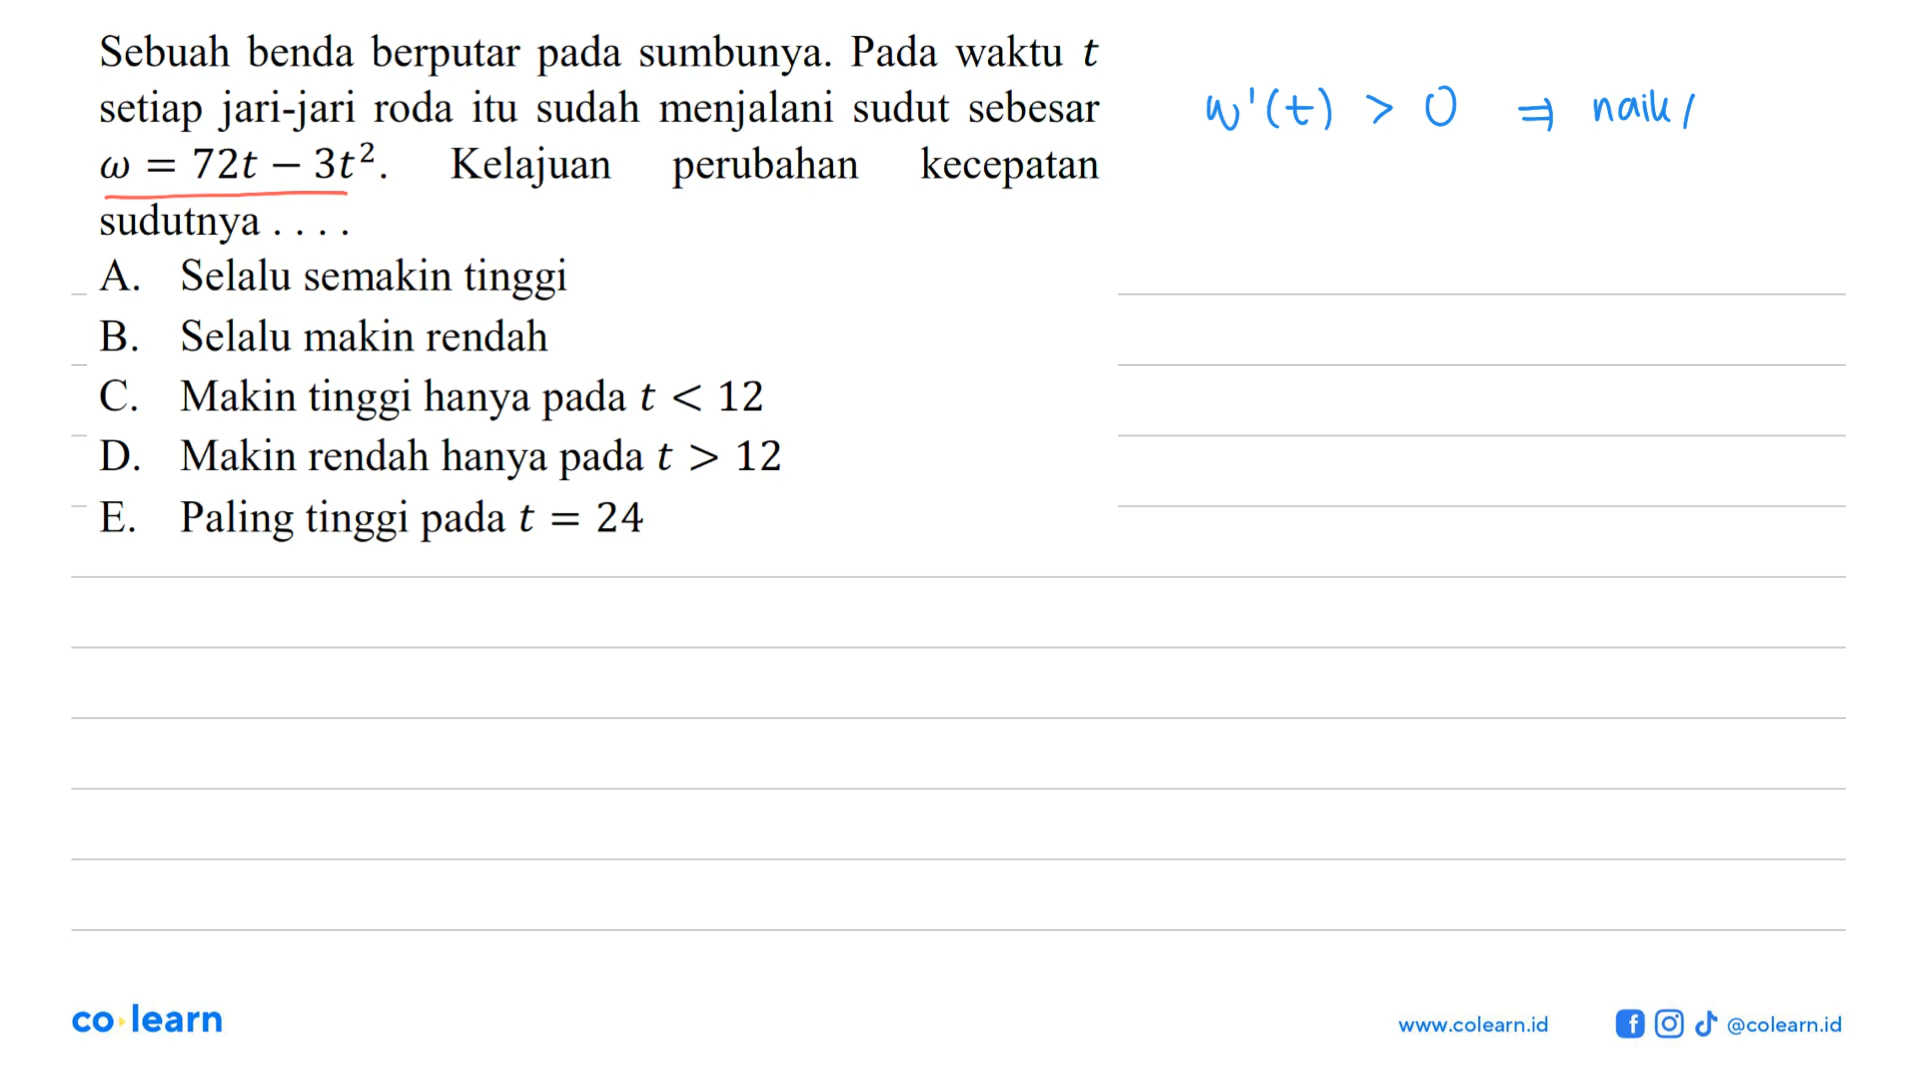 Sebuah benda berputar pada sumbunya. Pada waktu t
setiap jari-jari roda itu sudah menjalani sudut sebesar
ω = 72t − 3t². Kelajuan perubahan kecepatan
sudutnya . . . .
A. Selalu semakin tinggi
B. Selalu makin rendah
C. Makin tinggi hanya pada t < 12
D. Makin rendah hanya pada t > 12
E. Paling tinggi pada t = 24
w'(t) > 0 ⇒ naik /
co learn
www.colearn.id
@colearn.id